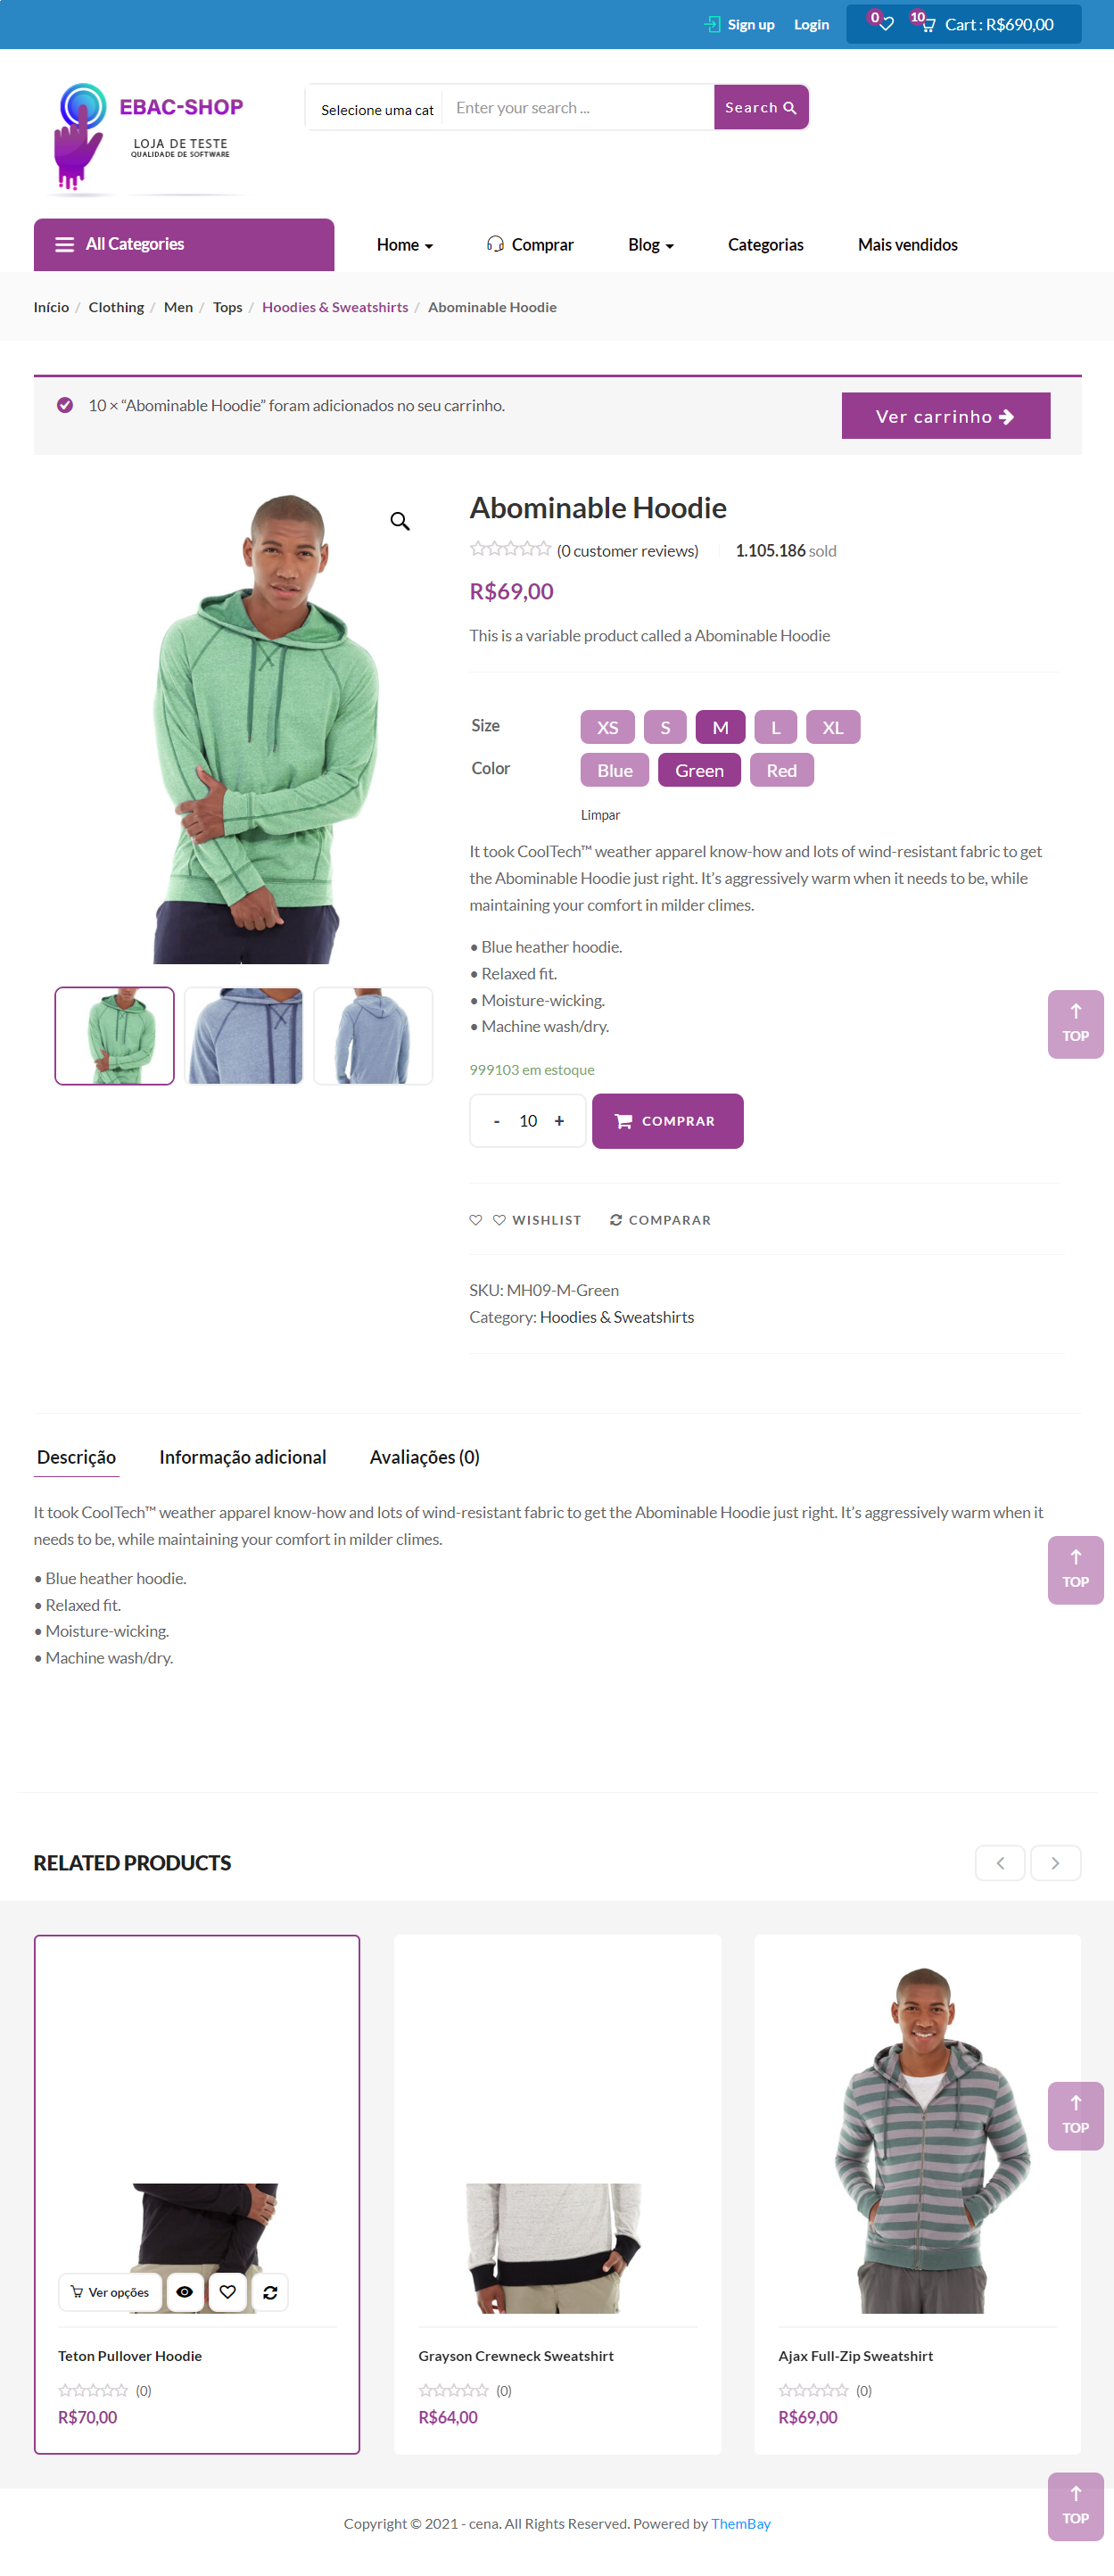 Sign up Login 0 10 Cart : R$690,00
EBAC-SHOP
LOJA DE TESTE
QUALIDADE DE SOFTWARE
Selecione uma cat Enter your search ... Search
All Categories Home Comprar Blog Categorias Mais vendidos
Início / Clothing / Men / Tops / Hoodies & Sweatshirts / Abominable Hoodie
10 × “Abominable Hoodie” foram adicionados no seu carrinho. Ver carrinho
Abominable Hoodie
(0 customer reviews) 1.105.186 sold
R$69,00
This is a variable product called a Abominable Hoodie
Size XS S M L XL
Color Blue Green Red
Limpar
It took CoolTech™ weather apparel know-how and lots of wind-resistant fabric to get
the Abominable Hoodie just right. It’s aggressively warm when it needs to be, while
maintaining your comfort in milder climes.
• Blue heather hoodie.
• Relaxed fit.
• Moisture-wicking.
• Machine wash/dry.
TOP
999103 em estoque
- 10 + COMPRAR
WISHLIST COMPARAR
SKU: MH09-M-Green
Category: Hoodies & Sweatshirts
Descrição Informação adicional Avaliações (0)
It took CoolTech™ weather apparel know-how and lots of wind-resistant fabric to get the Abominable Hoodie just right. It’s aggressively warm when it
needs to be, while maintaining your comfort in milder climes.
• Blue heather hoodie.
• Relaxed fit.
• Moisture-wicking.
• Machine wash/dry.
TOP
RELATED PRODUCTS
TOP
Ver opções
Teton Pullover Hoodie
(0)
R$70,00
Grayson Crewneck Sweatshirt
(0)
R$64,00
Ajax Full-Zip Sweatshirt
(0)
R$69,00
TOP
Copyright © 2021 - cena. All Rights Reserved. Powered by ThemBay